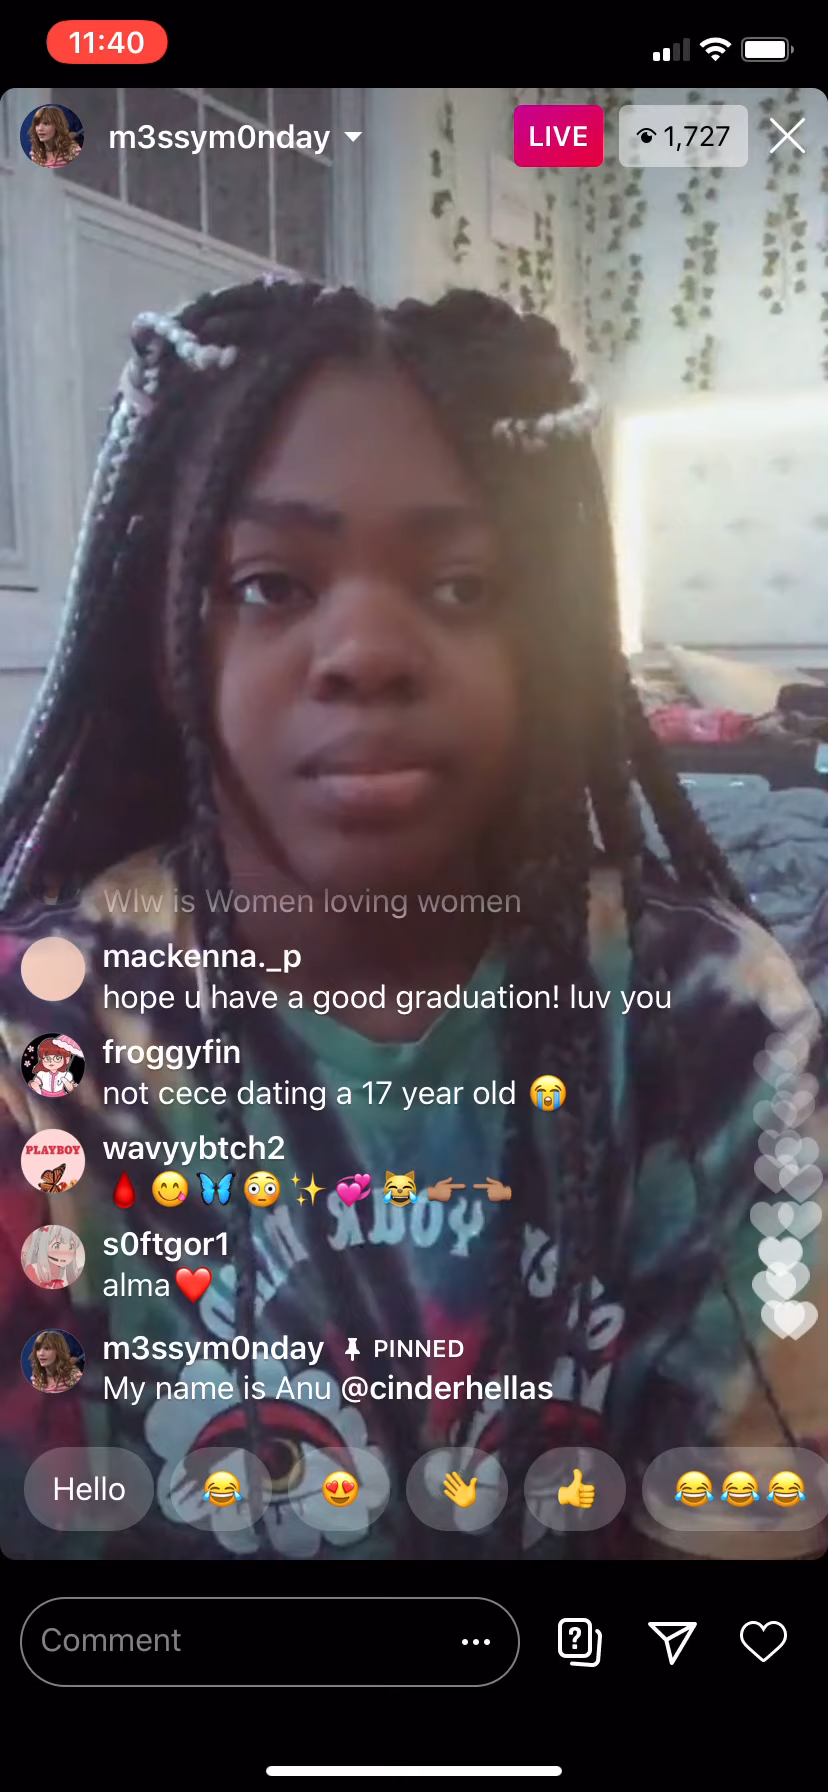 11:40
m3ssym0nday
LIVE
1,727
Wlw is Women loving women
mackenna._p
hope u have a good graduation! luv you
froggyfin
not cece dating a 17 year old 😭
PLAYBOY
wavyybtch2
🩸😋🦋😳✨💞😹👉🏽👈🏽
s0ftgor1
alma❤️
m3ssym0nday PINNED
My name is Anu @cinderhellas
Hello 😂 😍 👋 👍 😂😂😂
Comment